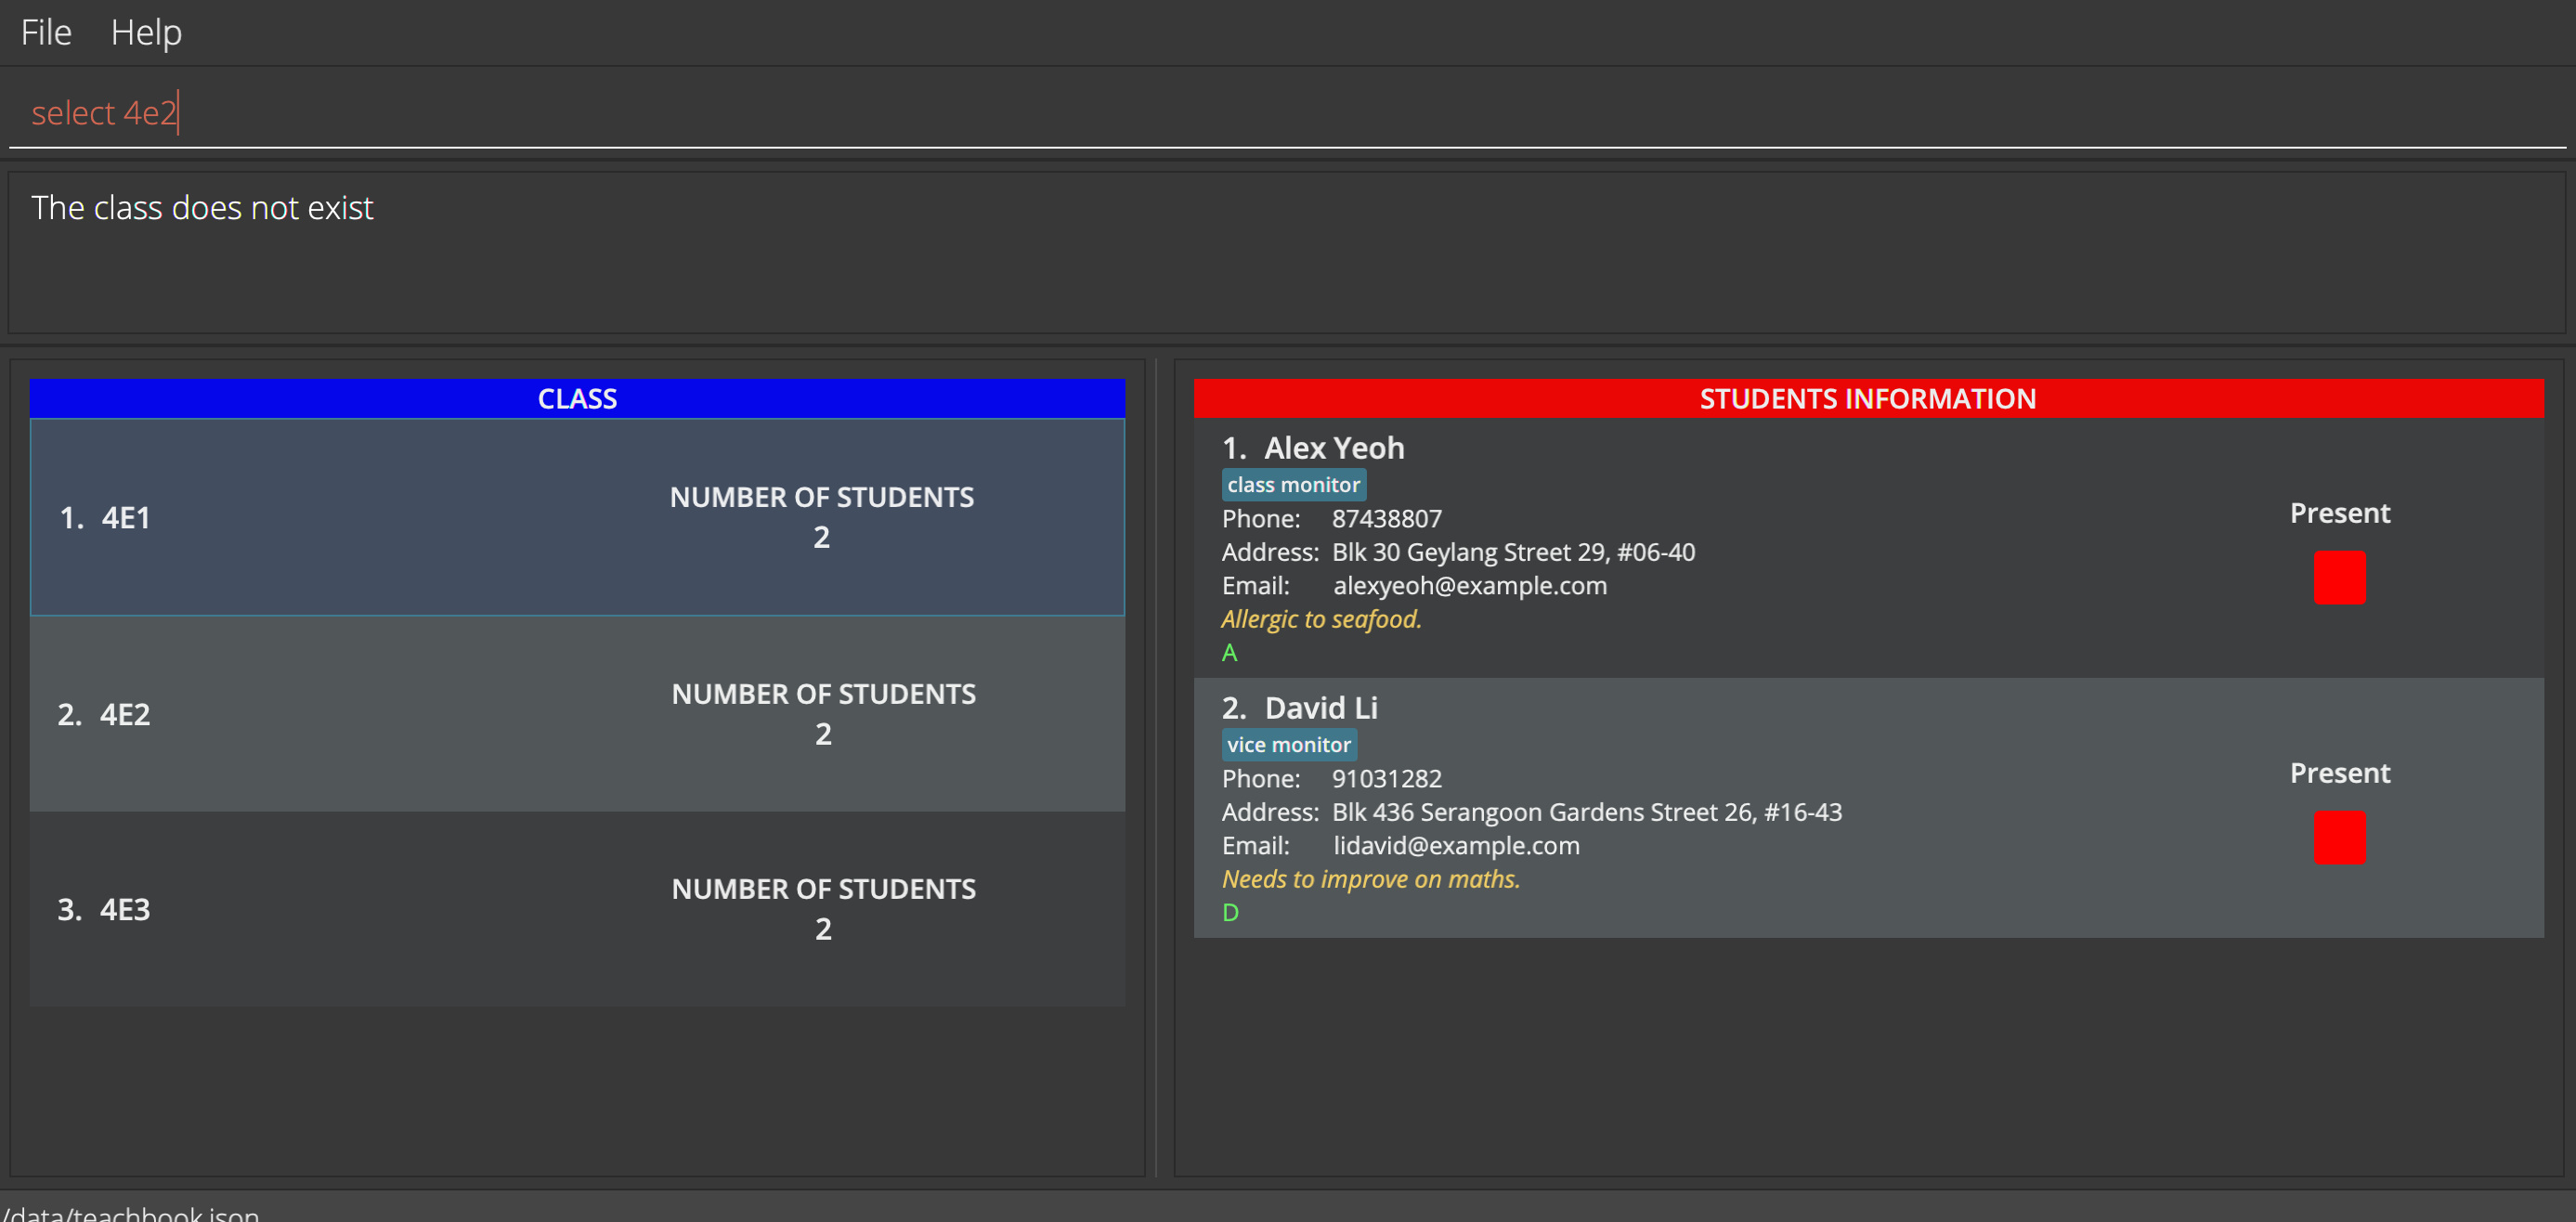 File Help
select 4e2
The class does not exist
CLASS
1. 4E1
NUMBER OF STUDENTS
2
2. 4E2
NUMBER OF STUDENTS
2
3. 4E3
NUMBER OF STUDENTS
2
STUDENTS INFORMATION
1. Alex Yeoh
class monitor
Phone: 87438807
Address: Blk 30 Geylang Street 29, #06-40
Email: alexyeoh@example.com
Allergic to seafood.
A
Present
2. David Li
vice monitor
Phone: 91031282
Address: Blk 436 Serangoon Gardens Street 26, #16-43
Email: lidavid@example.com
Needs to improve on maths.
D
Present
/data/teachbook.json